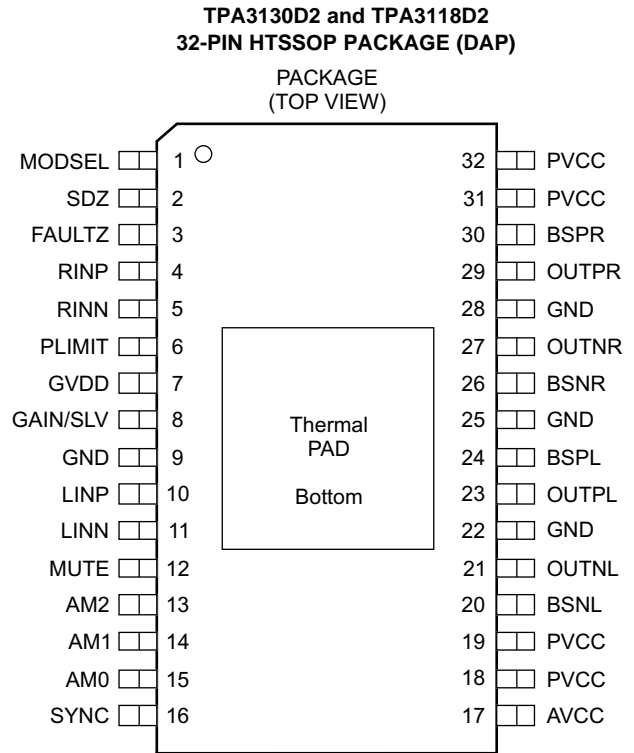 TPA3130D2 and TPA3118D2
32-PIN HTSSOP PACKAGE (DAP)
PACKAGE
(TOP VIEW)
MODSEL 1 32 PVCC
SDZ 2 31 PVCC
FAULTZ 3 30 BSPR
RINP 4 29 OUTPR
RINN 5 28 GND
PLIMIT 6 27 OUTNR
GVDD 7 26 BSNR
GAIN/SLV 8 25 GND
GND 9 24 BSPL
LINP 10 23 OUTPL
LINN 11 22 GND
MUTE 12 21 OUTNL
AM2 13 20 BSNL
AM1 14 19 PVCC
AM0 15 18 PVCC
SYNC 16 17 AVCC
Thermal
PAD
Bottom